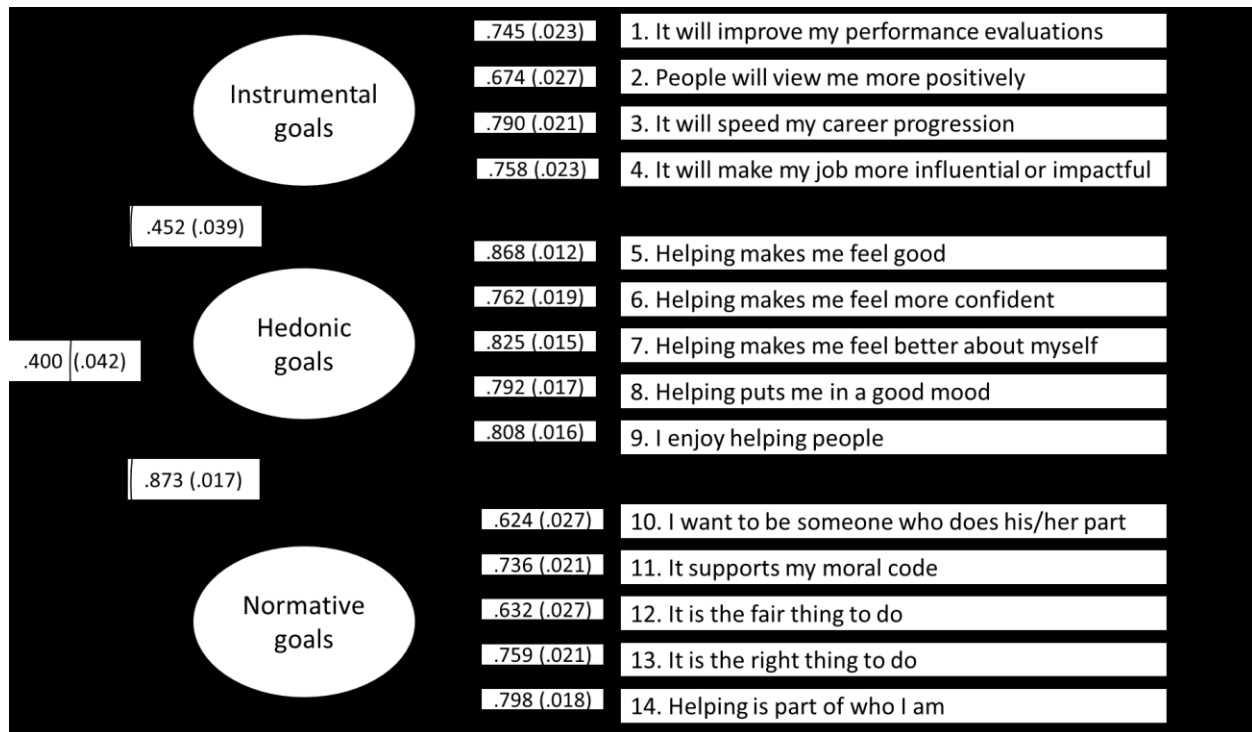 .745 (.023) 1. It will improve my performance evaluations
.674 (.027) 2. People will view me more positively
Instrumental
goals
.790 (.021) 3. It will speed my career progression
.758 (.023) 4. It will make my job more influential or impactful
.452 (.039)
.868 (.012) 5. Helping makes me feel good
.762 (.019) 6. Helping makes me feel more confident
Hedonic
goals
.825 (.015) 7. Helping makes me feel better about myself
.400 (.042)
.792 (.017) 8. Helping puts me in a good mood
.808 (.016) 9. I enjoy helping people
.873 (.017)
.624 (.027) 10. I want to be someone who does his/her part
.736 (.021) 11. It supports my moral code
Normative
goals
.632 (.027) 12. It is the fair thing to do
.759 (.021) 13. It is the right thing to do
.798 (.018) 14. Helping is part of who I am